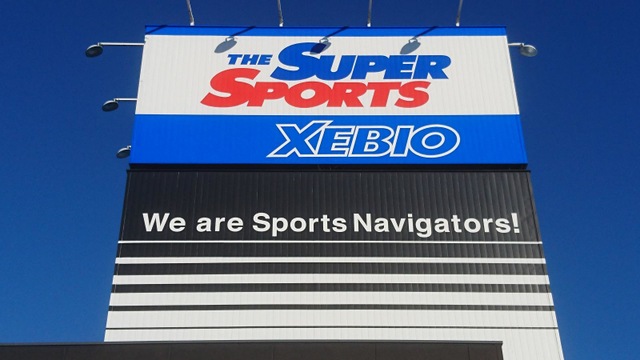 THE SUPER
SPORTS
XEBIO
We are Sports Navigators!